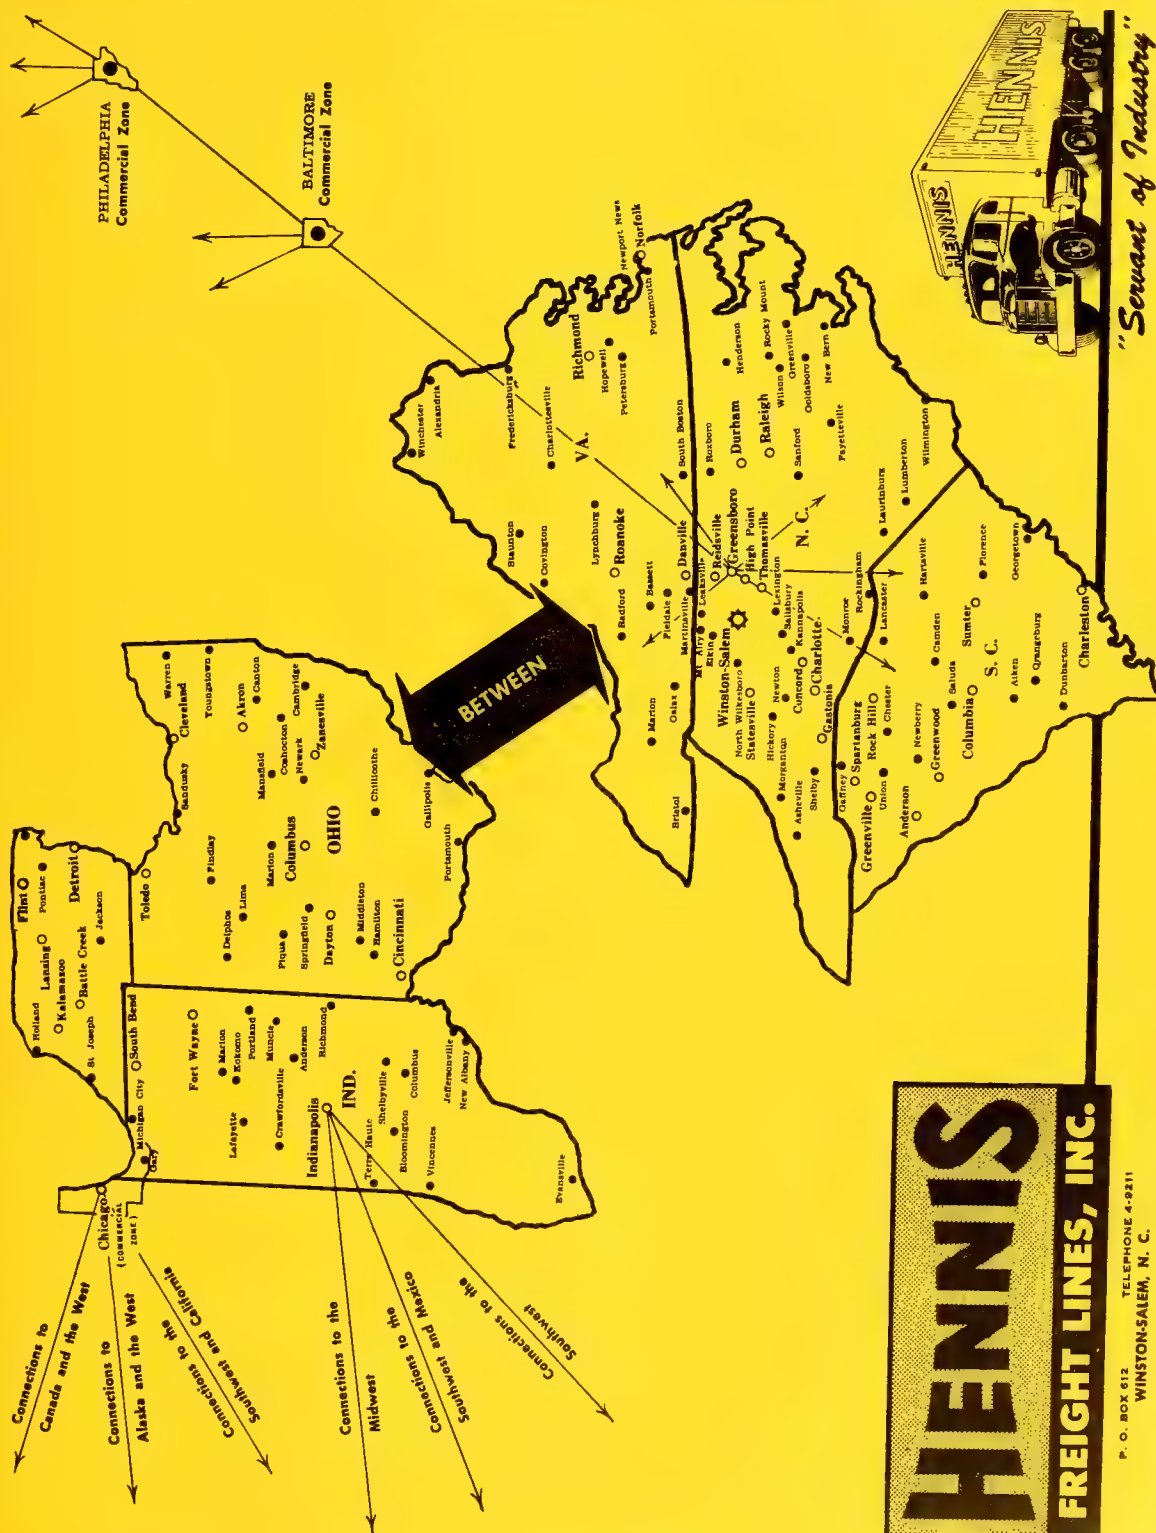 Connections to
Canada and the West
Connections to
Alaska and the West
Connections to the
Southwest and California
Chicago
(COMMERCIAL
ZONE)
Connections to the
Midwest
Connections to the
Southwest and Mexico
Connections to the
Southwest
Holland
Lansing
Flint
Pontiac
Kalamazoo
Battle Creek
Detroit
St Joseph
Jackson
Michigan City
South Bend
Gary
Fort Wayne
Marion
Kokomo
Lafayette
Portland
Muncie
Crawfordsville
Anderson
Richmond
Indianapolis
IND.
Terre Haute
Shelbyville
Bloomington
Columbus
Vincennes
Jeffersonville
New Albany
Evansville
Toledo
Sandusky
Cleveland
Warren
Youngstown
Findlay
Akron
Canton
Delphos
Lima
Mansfield
Marion
Coshocton
Piqua
Columbus
Newark
Cambridge
Springfield
Zanesville
Dayton
OHIO
Middleton
Hamilton
Chillicothe
Cincinnati
Gallipolis
Portsmouth
BETWEEN
PHILADELPHIA
Commercial Zone
BALTIMORE
Commercial Zone
Winchester
Alexandria
Fredericksburg
Staunton
Charlottesville
Covington
VA.
Richmond
Hopewell
Petersburg
Newport News
Norfolk
Portsmouth
Lynchburg
Roanoke
Radford
Bassett
Fieldale
Martinsville
Danville
South Boston
Marion
Galax
Bristol
Mt Airy
Leaksville
Reidsville
Roxboro
Henderson
Elkin
Winston-Salem
Greensboro
High Point
Thomasville
Durham
Raleigh
Rocky Mount
Wilson
Greenville
Goldsboro
New Bern
North Wilkesboro
Statesville
Lexington
Salisbury
Kannapolis
Concord
N. C.
Sanford
Fayetteville
Hickory
Newton
Morganton
Asheville
Shelby
Gastonia
Charlotte
Monroe
Rockingham
Laurinburg
Lumberton
Wilmington
Gaffney
Spartanburg
Greenville
Rock Hill
Union
Chester
Lancaster
Anderson
Newberry
Greenwood
Saluda
Camden
Hartsville
Columbia
Sumter
Florence
S. C.
Aiken
Orangeburg
Georgetown
Dunbarton
Charleston
HENNIS
FREIGHT LINES, INC.
P. O. BOX 612 TELEPHONE 4-9211
WINSTON-SALEM, N. C.
HENNIS
HENNIS
"Servant of Industry"